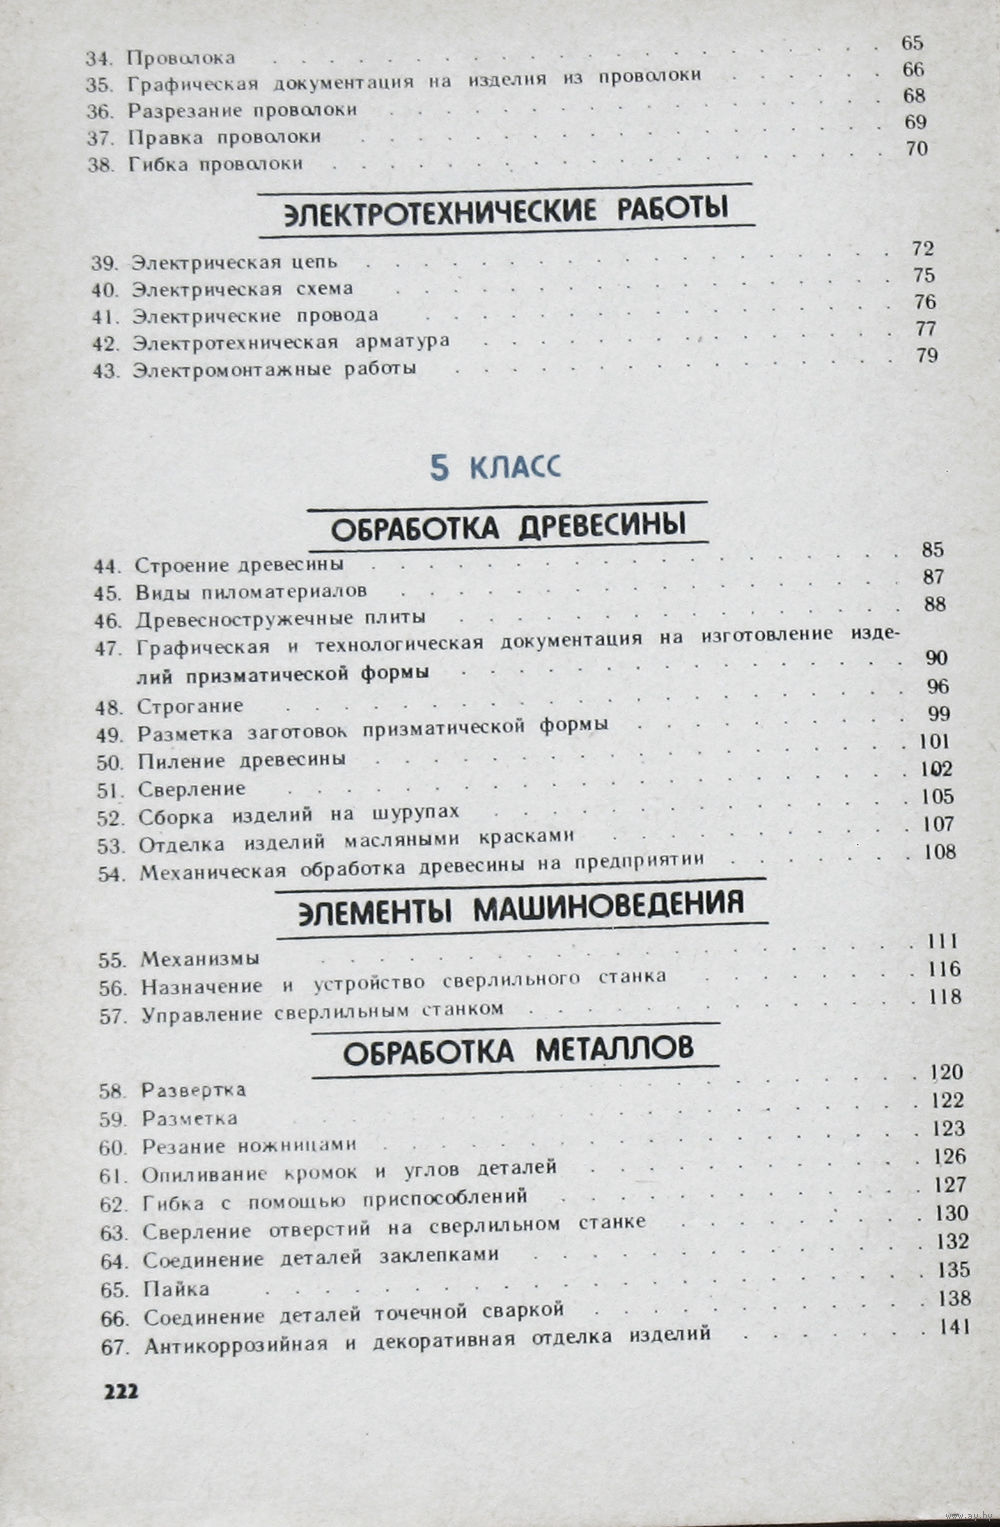 34. Проволока . . . . . . . . . . . . . . . . . . . . . 65
35. Графическая документация на изделия из проволоки . . . . . . 66
36. Разрезание проволоки . . . . . . . . . . . . . . . . . 68
37. Правка проволоки . . . . . . . . . . . . . . . . . . 69
38. Гибка проволоки . . . . . . . . . . . . . . . . . . . 70
ЭЛЕКТРОТЕХНИЧЕСКИЕ РАБОТЫ
39. Электрическая цепь . . . . . . . . . . . . . . . . . . 72
40. Электрическая схема . . . . . . . . . . . . . . . . . 75
41. Электрические провода . . . . . . . . . . . . . . . . 76
42. Электротехническая арматура . . . . . . . . . . . . . . 77
43. Электромонтажные работы . . . . . . . . . . . . . . . 79
5 КЛАСС
ОБРАБОТКА ДРЕВЕСИНЫ
44. Строение древесины . . . . . . . . . . . . . . . . . . 85
45. Виды пиломатериалов . . . . . . . . . . . . . . . . . 87
46. Древесностружечные плиты . . . . . . . . . . . . . . . 88
47. Графическая и технологическая документация на изготовление изде-
лий призматической формы . . . . . . . . . . . . . . . 90
48. Строгание . . . . . . . . . . . . . . . . . . . . . 96
49. Разметка заготовок призматической формы . . . . . . . . . 99
50. Пиление древесины . . . . . . . . . . . . . . . . . . 101
51. Сверление . . . . . . . . . . . . . . . . . . . . . 102
52. Сборка изделий на шурупах . . . . . . . . . . . . . . 105
53. Отделка изделий масляными красками . . . . . . . . . . 107
54. Механическая обработка древесины на предприятии . . . . . . 108
ЭЛЕМЕНТЫ МАШИНОВЕДЕНИЯ
55. Механизмы . . . . . . . . . . . . . . . . . . . . . 111
56. Назначение и устройство сверлильного станка . . . . . . . 116
57. Управление сверлильным станком . . . . . . . . . . . . . 118
ОБРАБОТКА МЕТАЛЛОВ
58. Развертка . . . . . . . . . . . . . . . . . . . . . 120
59. Разметка . . . . . . . . . . . . . . . . . . . . . 122
60. Резание ножницами . . . . . . . . . . . . . . . . . . 123
61. Опиливание кромок и углов деталей . . . . . . . . . . . 126
62. Гибка с помощью приспособлений . . . . . . . . . . . . 127
63. Сверление отверстий на сверлильном станке . . . . . . . . 130
64. Соединение деталей заклепками . . . . . . . . . . . . . 132
65. Пайка . . . . . . . . . . . . . . . . . . . . . . . 135
66. Соединение деталей точечной сваркой . . . . . . . . . . . 138
67. Антикоррозийная и декоративная отделка изделий . . . . . . 141
222
www.ay.by